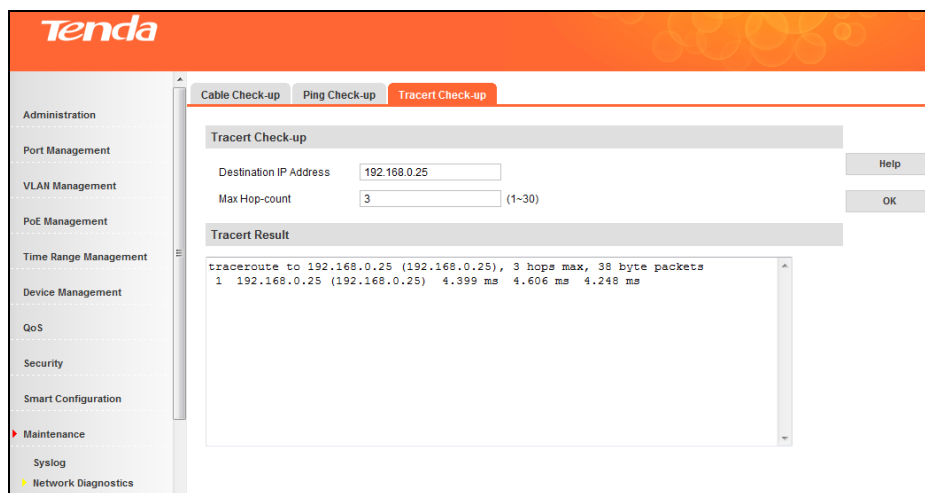 Tenda
Cable Check-up Ping Check-up Tracert Check-up
Administration
Port Management
VLAN Management
PoE Management
Time Range Management
Device Management
QoS
Security
Smart Configuration
Maintenance
Syslog
Network Diagnostics
Tracert Check-up
Destination IP Address 192.168.0.25
Max Hop-count 3 (1~30)
Help
OK
Tracert Result
traceroute to 192.168.0.25 (192.168.0.25), 3 hops max, 38 byte packets
1 192.168.0.25 (192.168.0.25) 4.399 ms 4.606 ms 4.248 ms